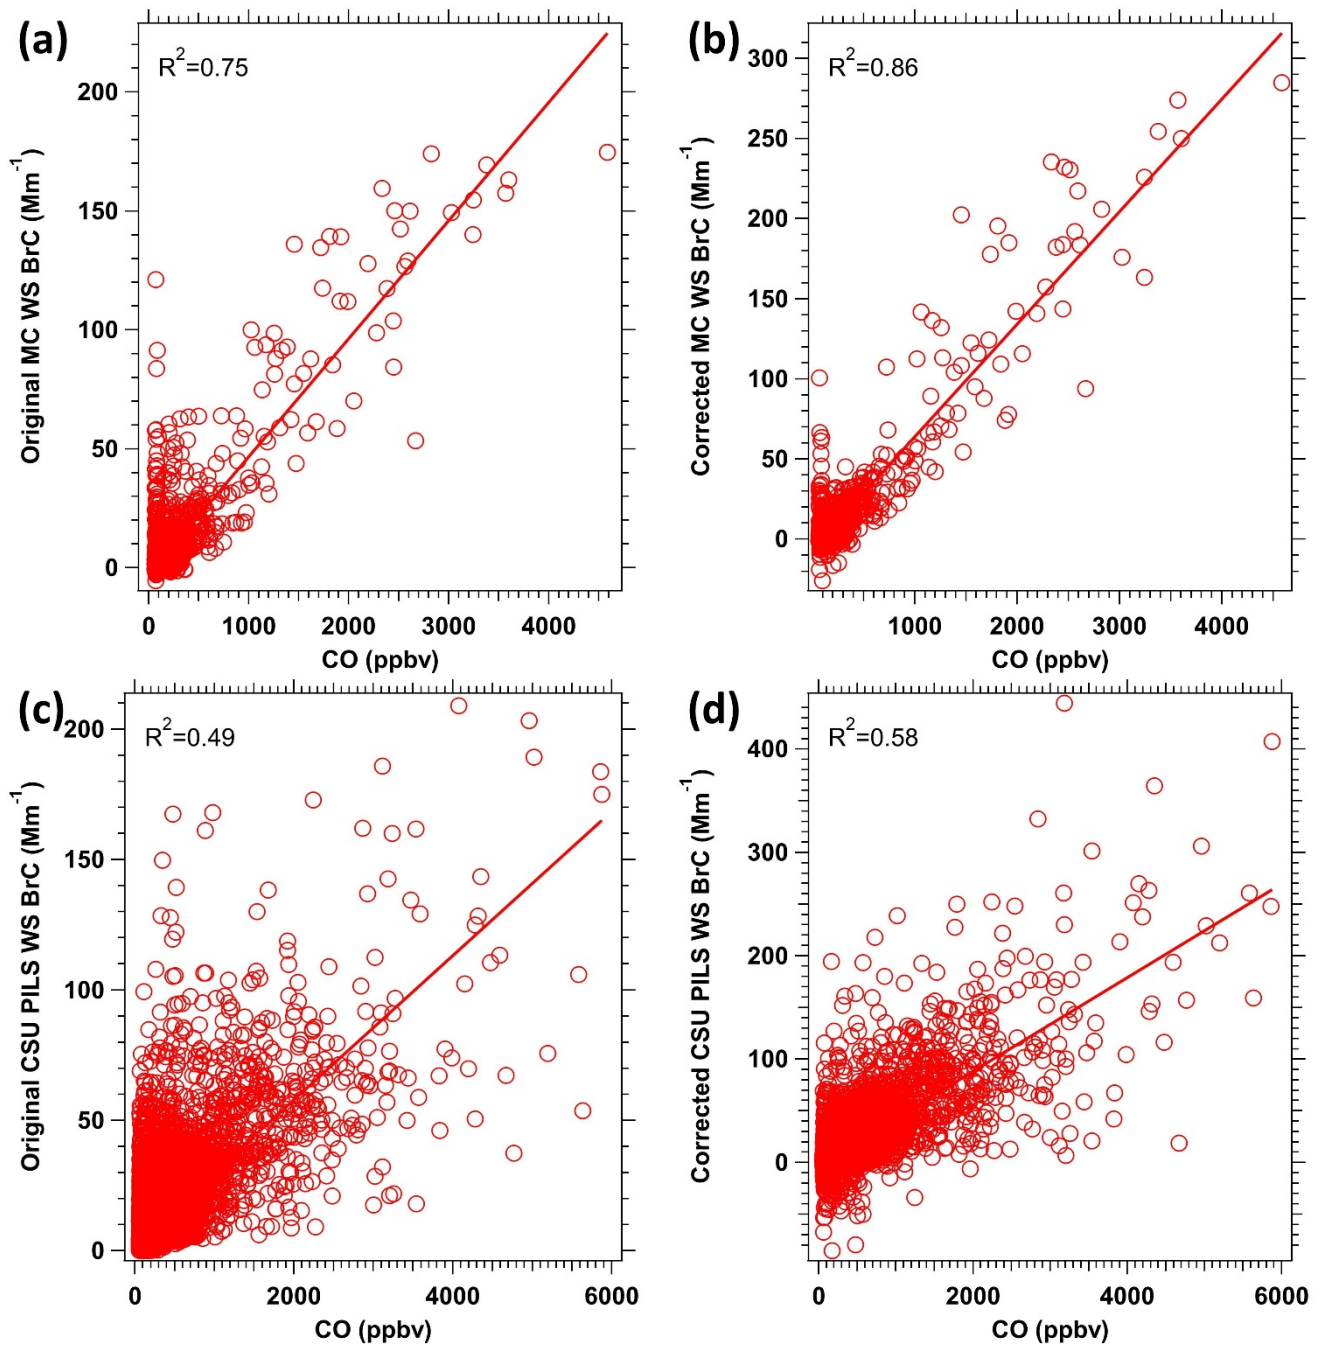 (a)
R²=0.75
Original MC WS BrC (Mm⁻¹)
200
150
100
50
0
0 1000 2000 3000 4000
CO (ppbv)
(b)
R²=0.86
Corrected MC WS BrC (Mm⁻¹)
300
250
200
150
100
50
0
1000 2000 3000 4000
CO (ppbv)
(c)
R²=0.49
Original CSU PILS WS BrC (Mm⁻¹)
200
150
100
50
0
0 2000 4000 6000
CO (ppbv)
(d)
R²=0.58
Corrected CSU PILS WS BrC (Mm⁻¹)
400
300
200
100
0
0 2000 4000 6000
CO (ppbv)